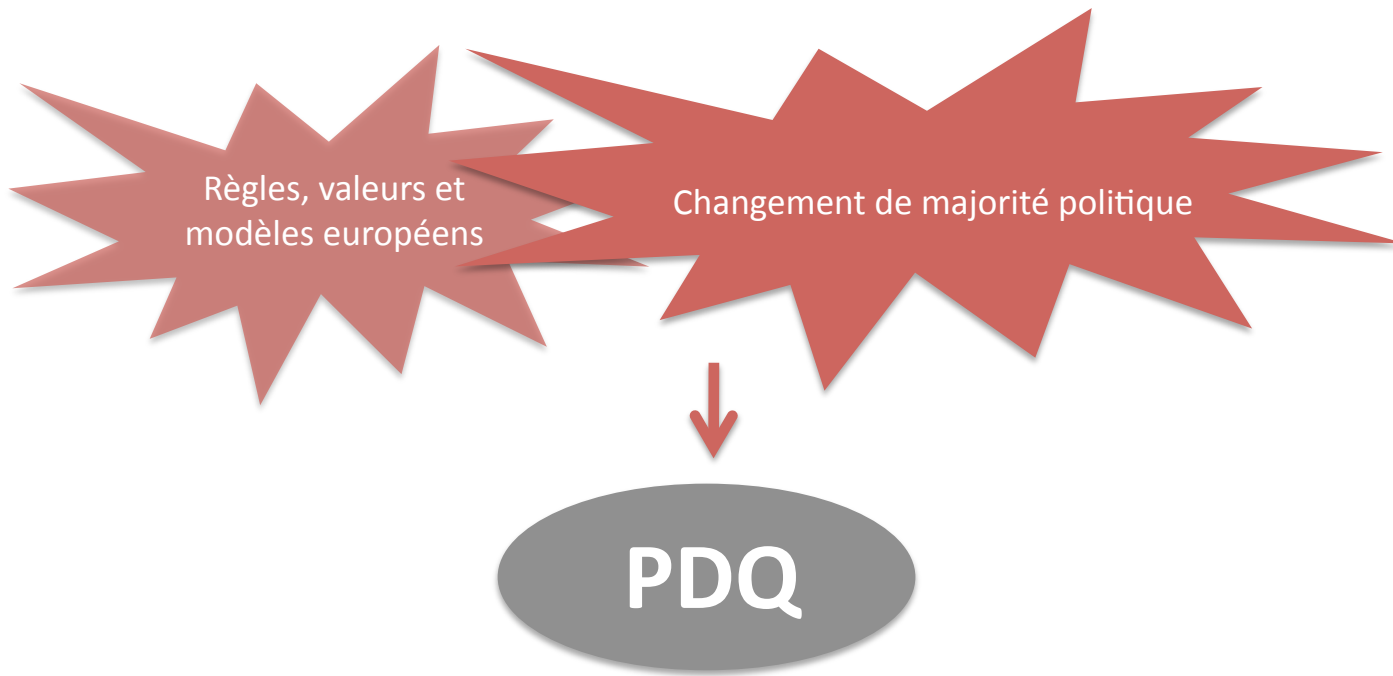 Règles, valeurs et
modèles européens
Changement de majorité politique
PDQ